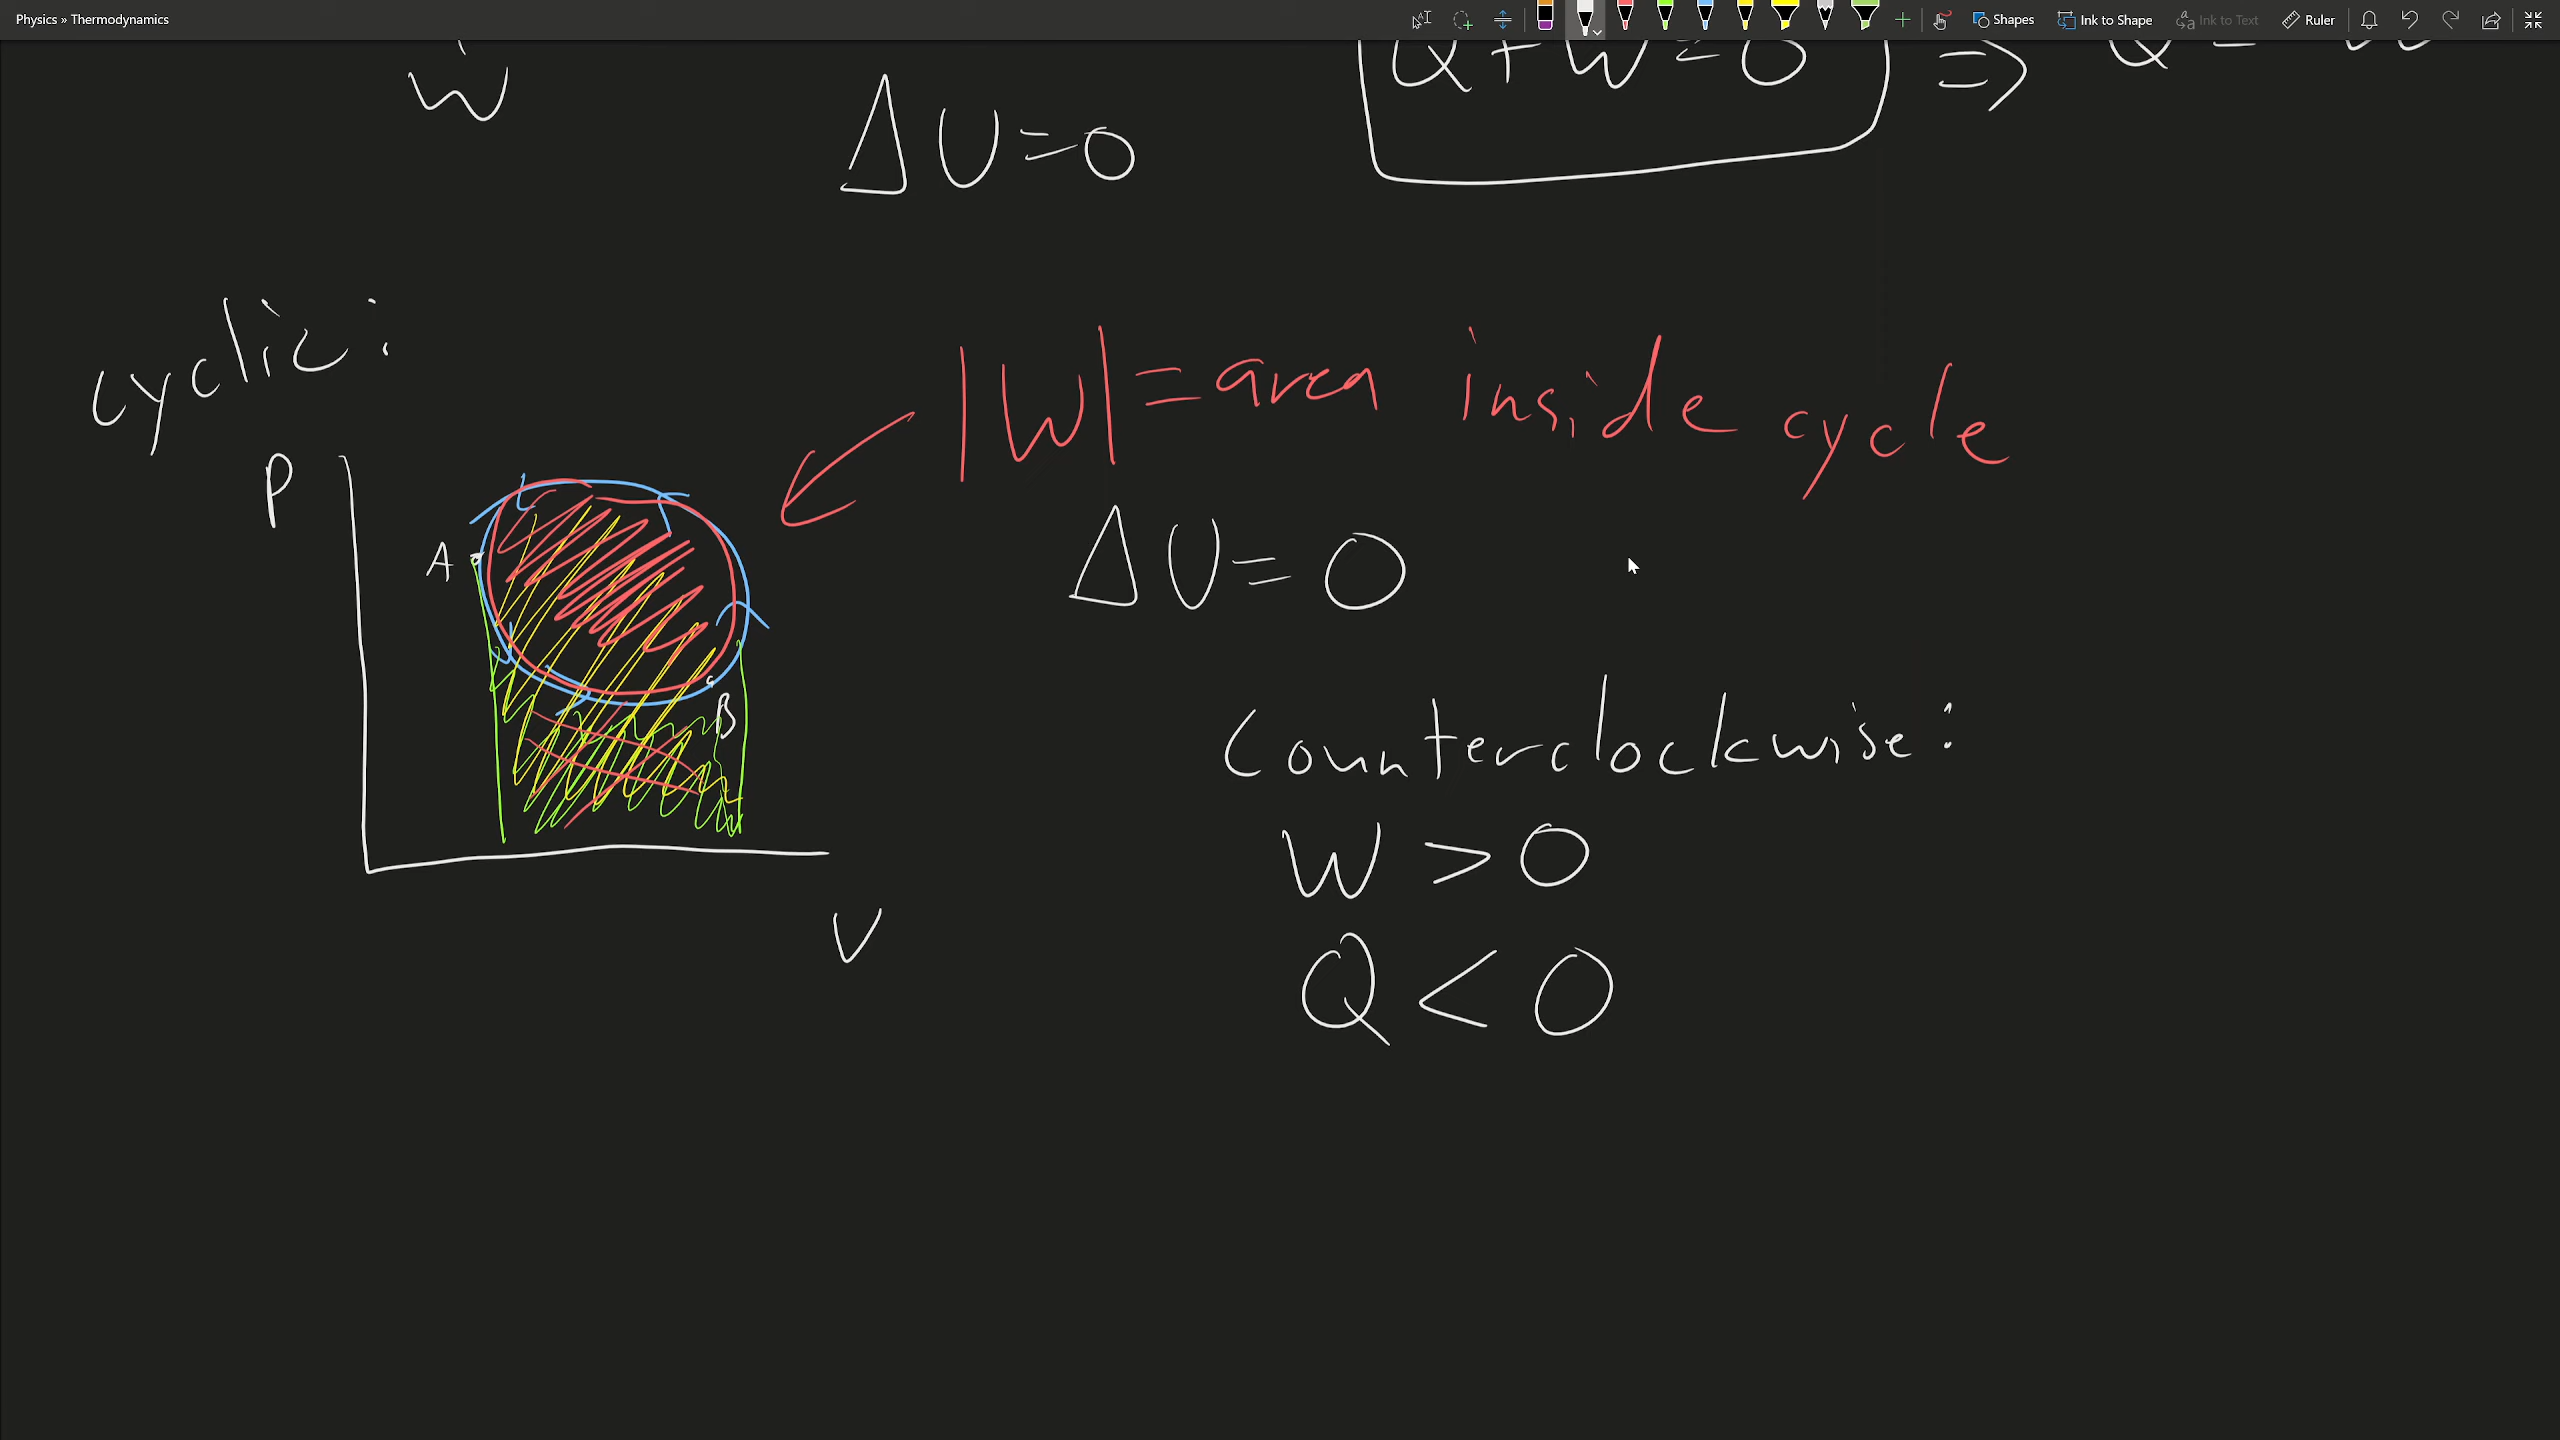 Physics » Thermodynamics
Shapes
Ink to Shape
Ink to Text
Ruler
W
Q + W = 0 ⇒
ΔU = 0
cyclic:
|W| = area inside cycle
P
A
ΔU = 0
B
Counterclockwise:
W > 0
V
Q < 0